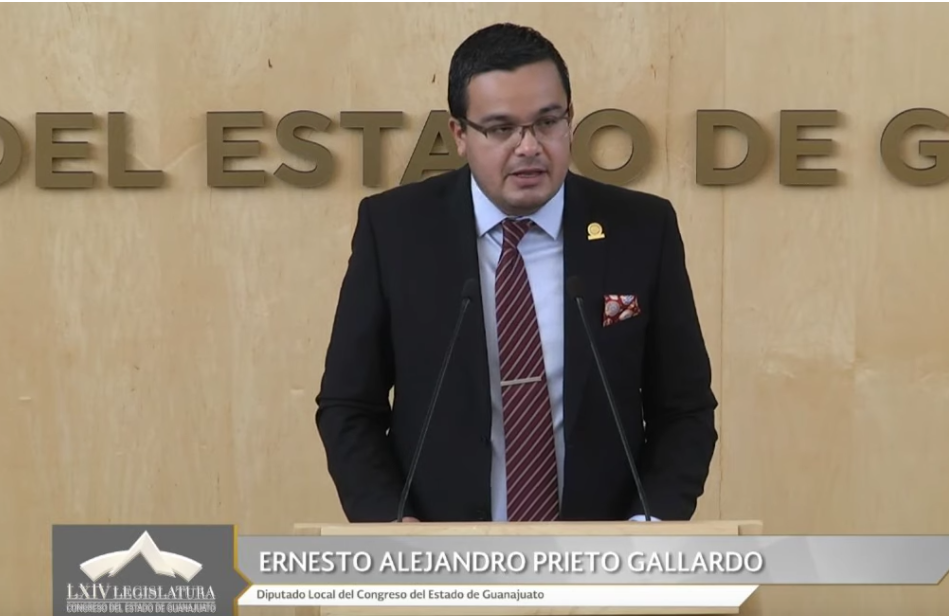 DEL ESTADO DE G
ERNESTO ALEJANDRO PRIETO GALLARDO
Diputado Local del Congreso del Estado de Guanajuato
LXIV LEGISLATURA
CONGRESO DEL ESTADO DE GUANAJUATO